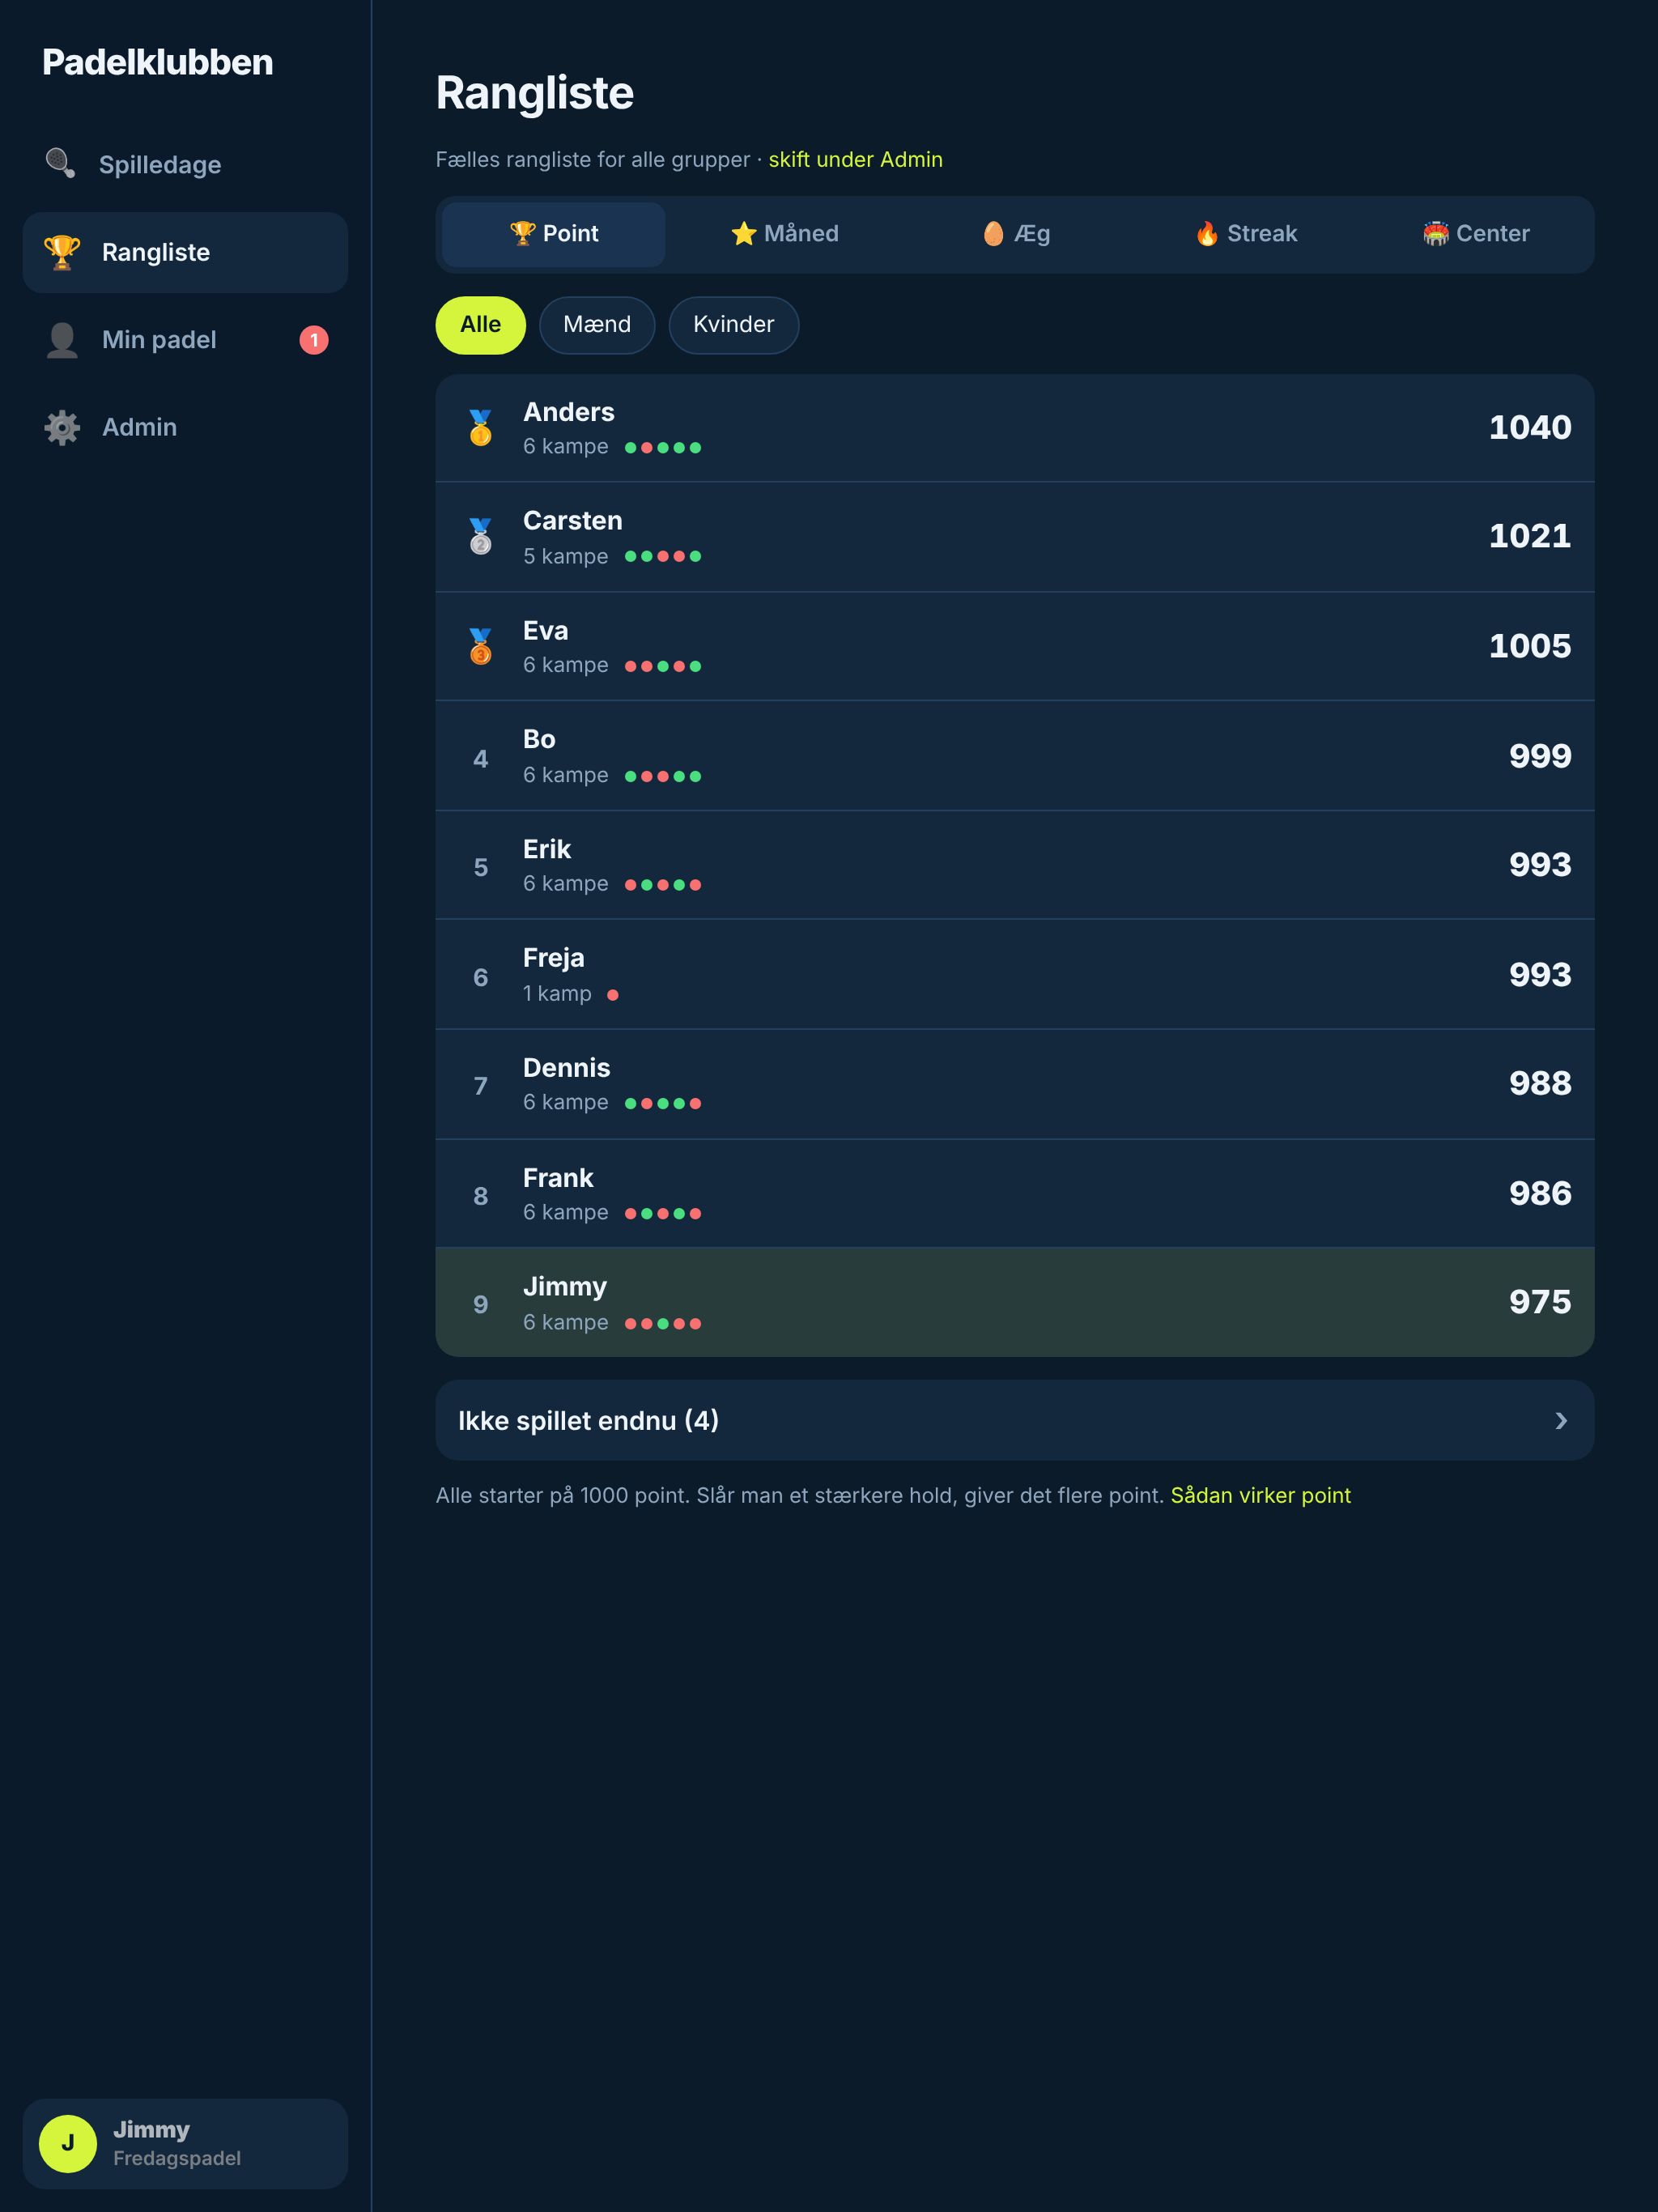 Padelklubben
Spilledage
Rangliste
Min padel 1
Admin
Rangliste
Fælles rangliste for alle grupper · skift under Admin
🏆 Point ⭐ Måned 🥚 Æg 🔥 Streak 🏟️ Center
Alle Mænd Kvinder
1 Anders 1040
6 kampe
2 Carsten 1021
5 kampe
3 Eva 1005
6 kampe
4 Bo 999
6 kampe
5 Erik 993
6 kampe
6 Freja 993
1 kamp
7 Dennis 988
6 kampe
8 Frank 986
6 kampe
9 Jimmy 975
6 kampe
Ikke spillet endnu (4) ›
Alle starter på 1000 point. Slår man et stærkere hold, giver det flere point. Sådan virker point
J Jimmy
Fredagspadel